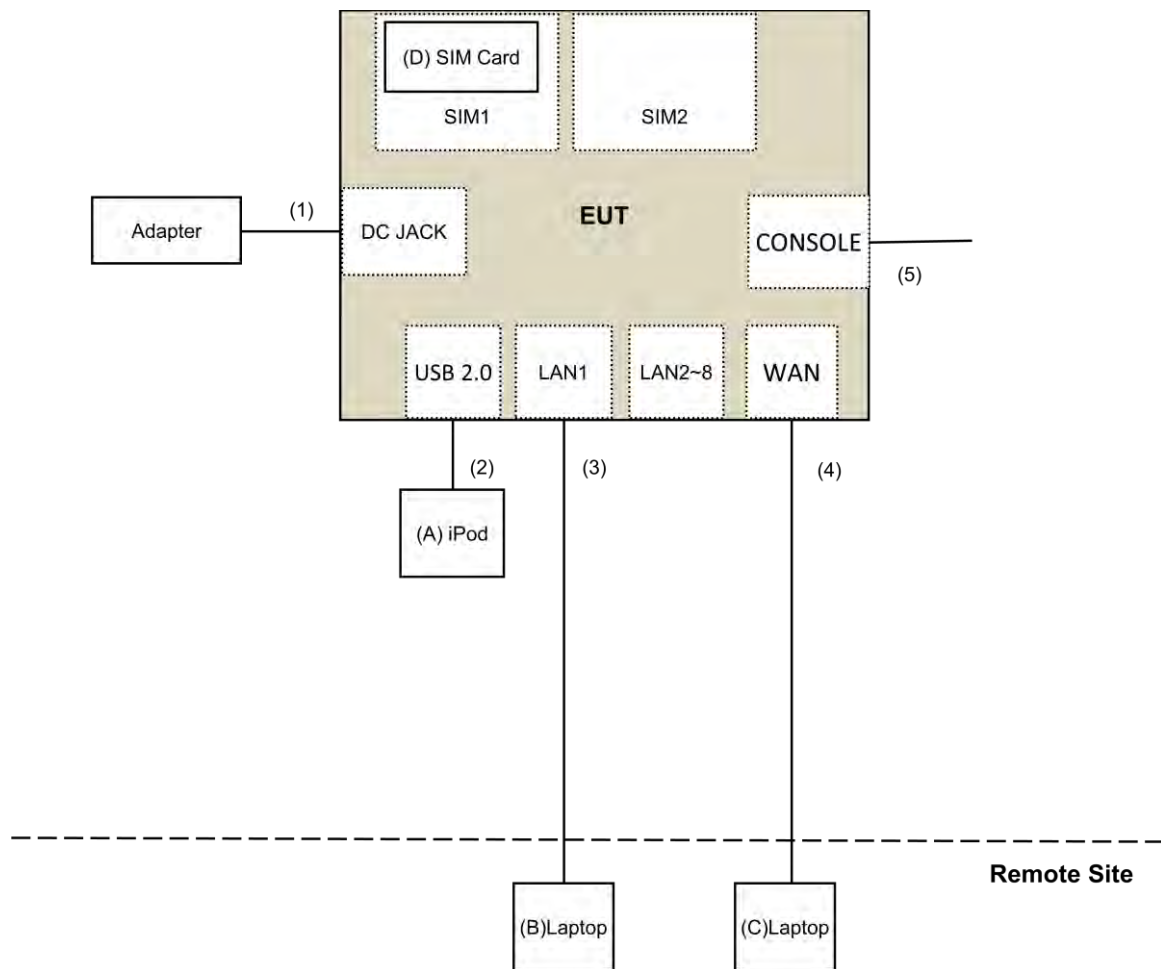 (D) SIM Card
SIM1
SIM2
EUT
(1)
Adapter
DC JACK
CONSOLE
(5)
USB 2.0
LAN1
LAN2~8
WAN
(2)
(3)
(4)
(A) iPod
Remote Site
(B)Laptop
(C)Laptop